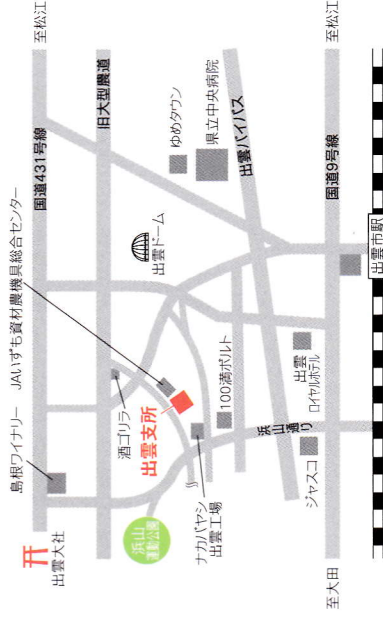 至松江
至松江
国道431号線
旧大型農道
ゆめタウン
県立中央病院
出雲バイパス
国道9号線
JAいずも資材農機具総合センター
出雲ドーム
出雲市駅
島根ワイナリー
酒ゴリラ
出雲支所
100満ボルト
出雲
ロイヤルホテル
浜山通り
出雲大社
浜山
運動公園
ナカバヤシ
出雲工場
ジャスコ
至大田